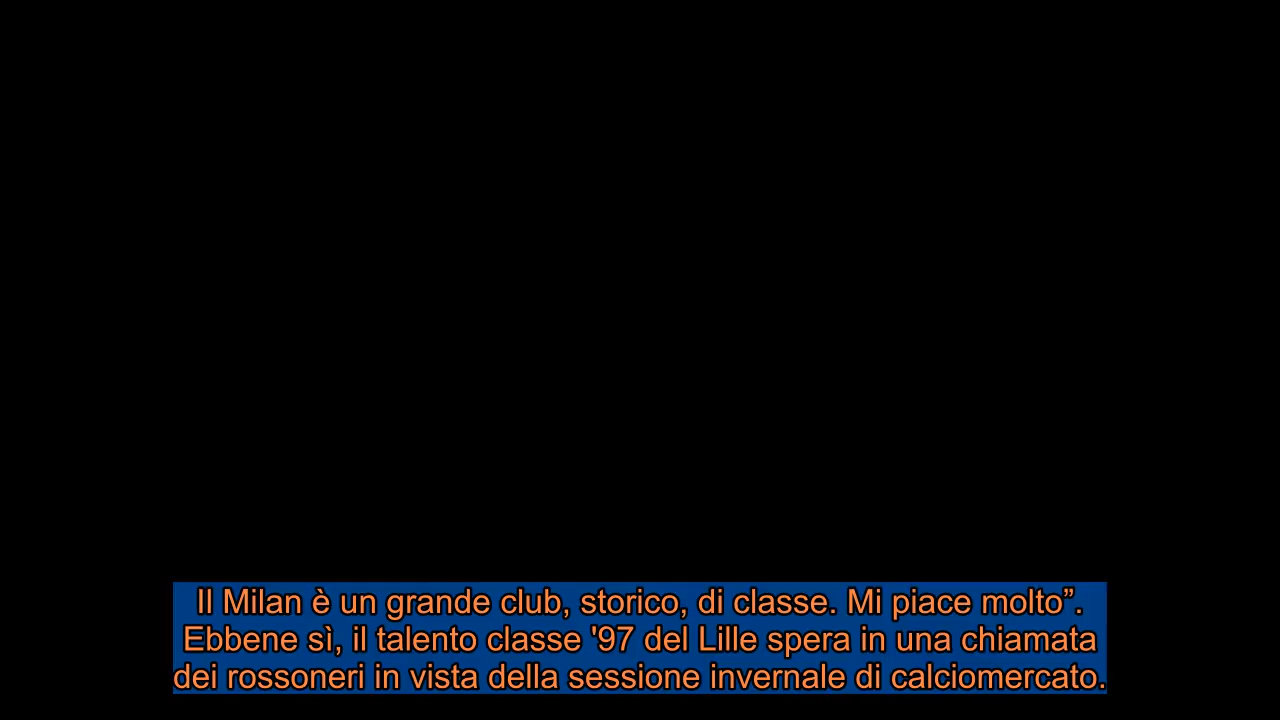 Il Milan è un grande club, storico, di classe. Mi piace molto”.
Ebbene sì, il talento classe '97 del Lille spera in una chiamata
dei rossoneri in vista della sessione invernale di calciomercato.